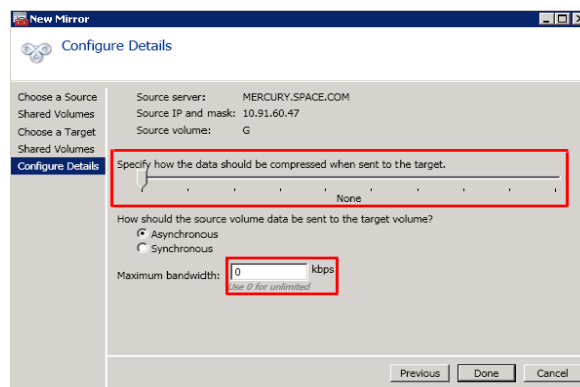 New Mirror
Configure Details
Choose a Source
Shared Volumes
Choose a Target
Shared Volumes
Configure Details
Source server: MERCURY.SPACE.COM
Source IP and mask: 10.91.60.47
Source volume: G
Specify how the data should be compressed when sent to the target.
None
How should the source volume data be sent to the target volume?
Asynchronous
Synchronous
Maximum bandwidth: 0 kbps
Use 0 for unlimited
Previous Done Cancel